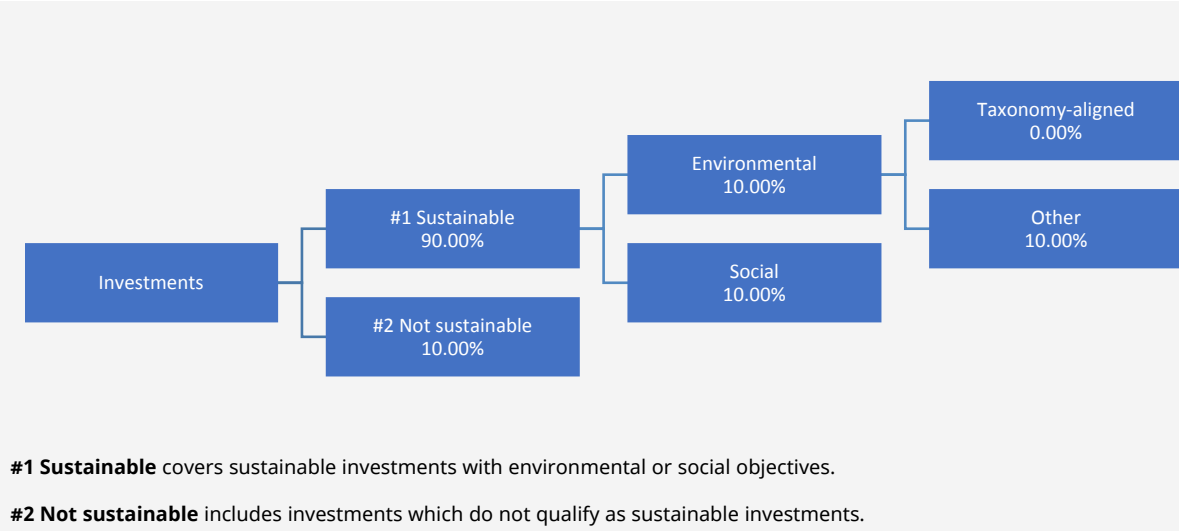 Investments
#1 Sustainable
90.00%
#2 Not sustainable
10.00%
Environmental
10.00%
Social
10.00%
Taxonomy-aligned
0.00%
Other
10.00%
#1 Sustainable covers sustainable investments with environmental or social objectives.
#2 Not sustainable includes investments which do not qualify as sustainable investments.